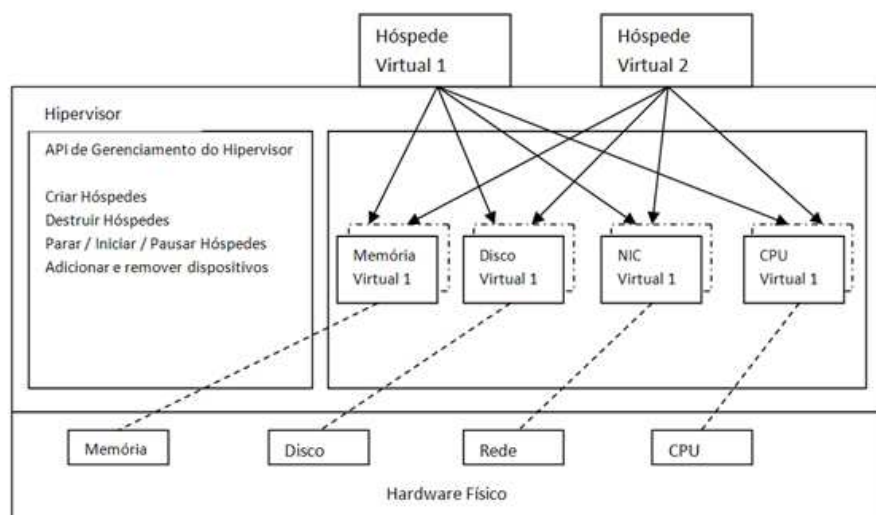 Hóspede
Virtual 1
Hóspede
Virtual 2
Hipervisor
API de Gerenciamento do Hipervisor
Criar Hóspedes
Destruir Hóspedes
Parar / Iniciar / Pausar Hóspedes
Adicionar e remover dispositivos
Memória
Virtual 1
Disco
Virtual 1
NIC
Virtual 1
CPU
Virtual 1
Memória
Disco
Rede
CPU
Hardware Físico